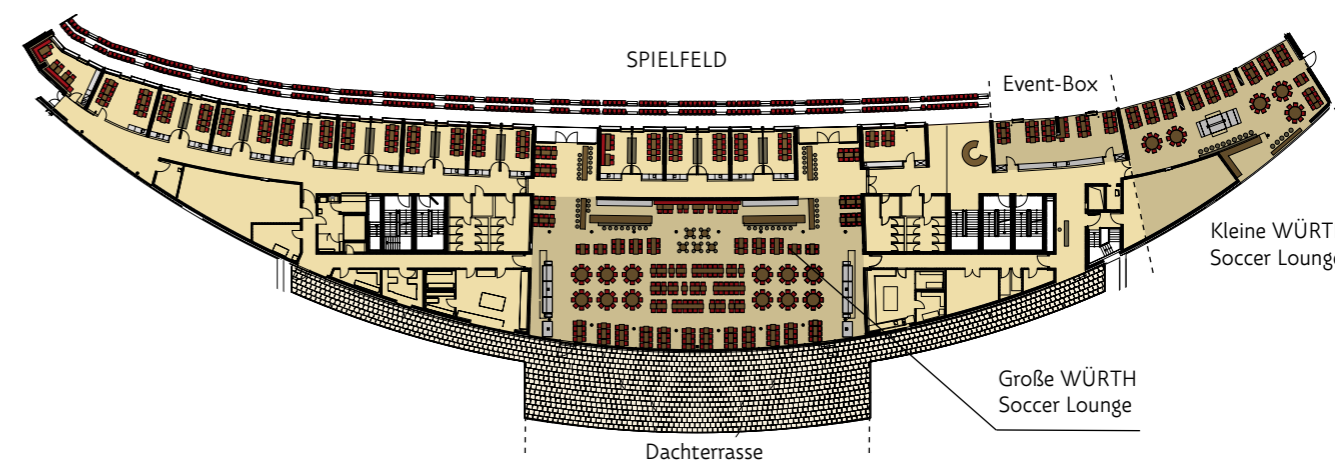 SPIELFELD
Event-Box
Kleine WÜRT
Soccer Lounge
Große WÜRTH
Soccer Lounge
Dachterrasse